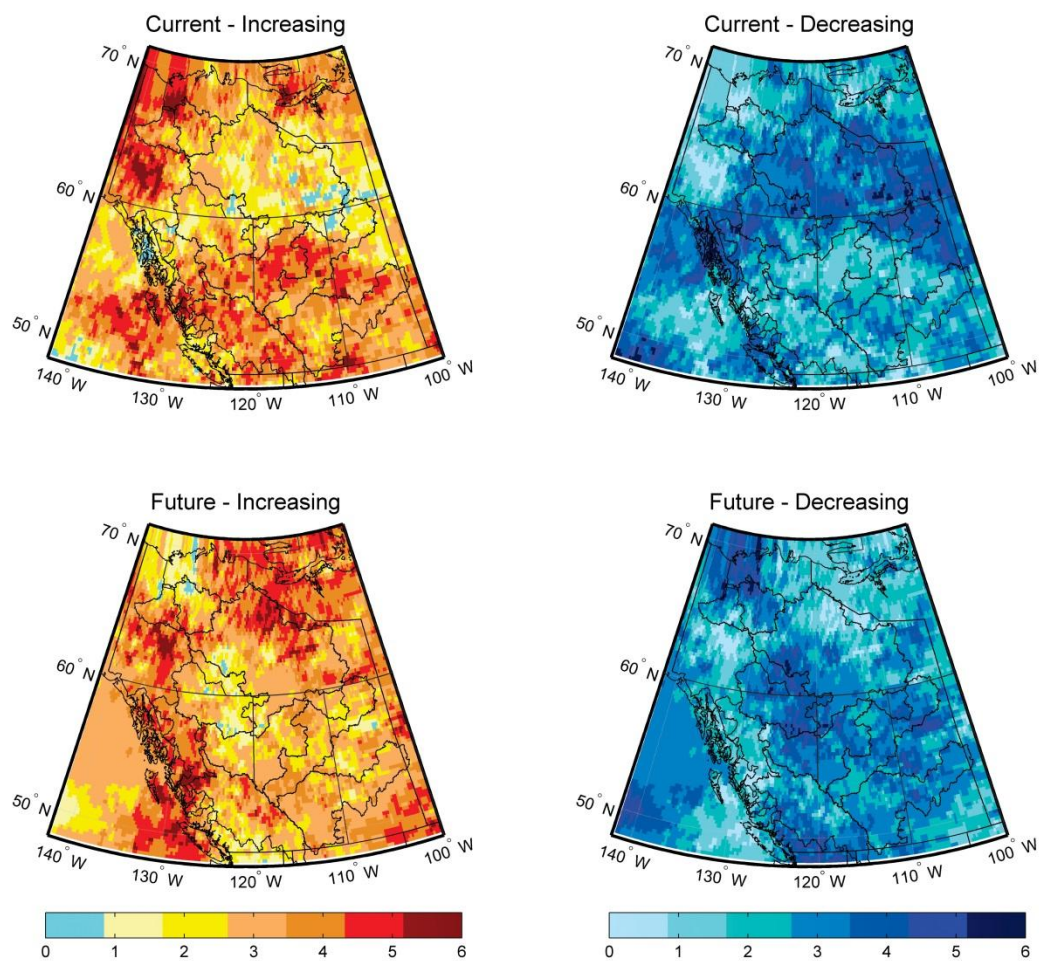 Current - Increasing
Current - Decreasing
70° N
60° N
50° N
140° W
130° W
120° W
110° W
100° W
70° N
60° N
50° N
140° W
130° W
120° W
110° W
100° W
Future - Increasing
Future - Decreasing
70° N
60° N
50° N
140° W
130° W
120° W
110° W
100° W
70° N
60° N
50° N
140° W
130° W
120° W
110° W
100° W
0 1 2 3 4 5 6
0 1 2 3 4 5 6